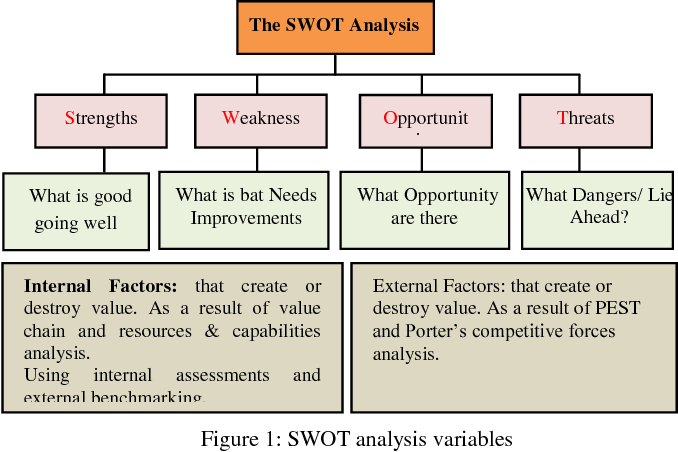 The SWOT Analysis
Strengths
Weakness
Opportunit
Threats
What is good
going well
What is bat Needs
Improvements
What Opportunity
are there
What Dangers/ Lie
Ahead?
Internal Factors: that create or
destroy value. As a result of value
chain and resources & capabilities
analysis.
Using internal assessments and
external benchmarking.
External Factors: that create or
destroy value. As a result of PEST
and Porter’s competitive forces
analysis.
Figure 1: SWOT analysis variables